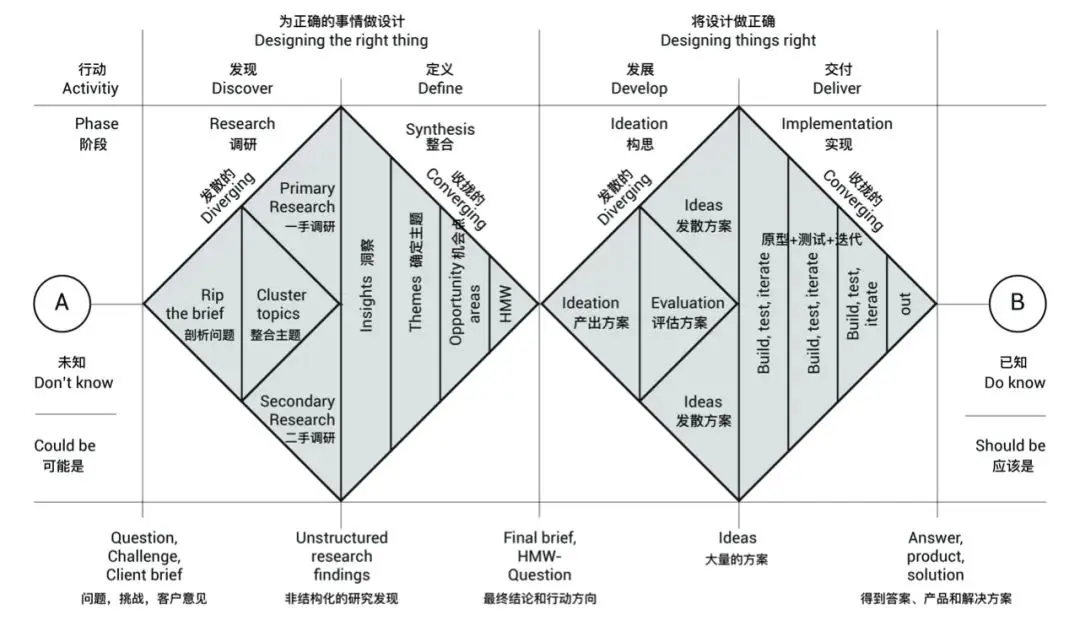 为正确的事情做设计
Designing the right thing
将设计做正确
Designing things right
行动
Activitiy
发现
Discover
定义
Define
发展
Develop
交付
Deliver
Phase
阶段
Research
调研
Synthesis
整合
Ideation
构思
Implementation
实现
发散的
Diverging
收拢的
Converging
发散的
Diverging
收拢的
Converging
Primary
Research
一手调研
Rip
the brief
剖析问题
Cluster
topics
整合主题
Secondary
Research
二手调研
Insights 洞察
Themes 确定主题
Opportunity 机会点
areas
HMW
Ideas
发散方案
Ideation
产出方案
Evaluation
评估方案
Ideas
发散方案
原型+测试+迭代
Build, test, iterate
Build, test, iterate
Build, test,
iterate
out
A
未知
Don't know
Could be
可能是
B
已知
Do know
Should be
应该是
Question,
Challenge,
Client brief
问题，挑战，客户意见
Unstructured
research
findings
非结构化的研究发现
Final brief,
HMW-
Question
最终结论和行动方向
Ideas
大量的方案
Answer,
product,
solution
得到答案、产品和解决方案